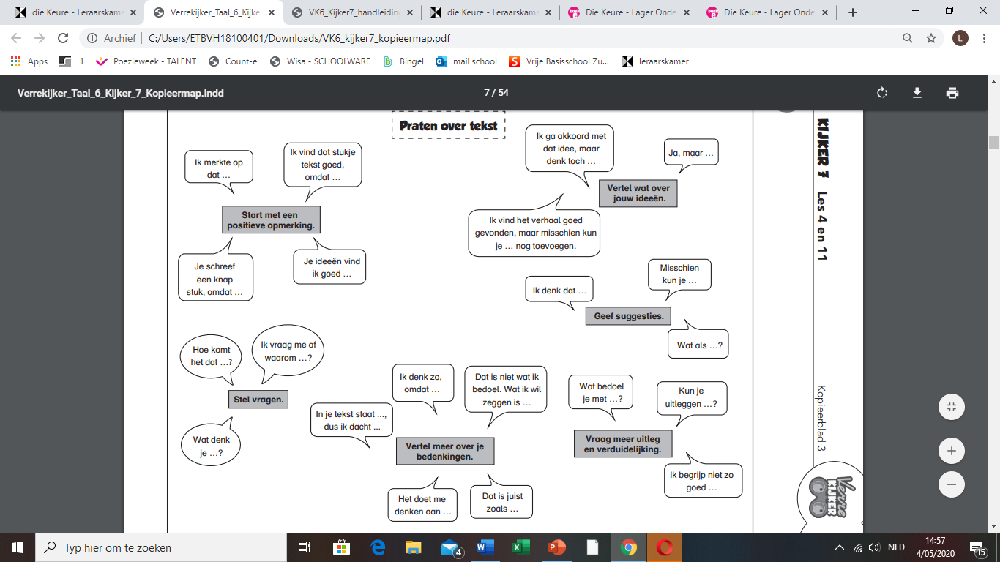 die Keure - Leraarskame
Verrekijker_Taal_6_Kijke
VK6_Kijker7_handleiding
die Keure - Leraarskame
Die Keure - Lager Onde
Die Keure - Lager Onde
Archief
C:/Users/ETBVH18100401/Downloads/VK6_kijker7_kopieermap.pdf
L
Apps
1
Poëzieweek - TALENT
Count-e
Wisa - SCHOOLWARE
Bingel
mail school
Vrije Basisschool Zu...
leraarskamer
Verrekijker_Taal_6_Kijker_7_Kopieermap.indd
7 / 54
Praten over tekst
Ik merkte op
dat …
Ik vind dat stukje
tekst goed,
omdat …
Start met een
positieve opmerking.
Je schreef
een knap
stuk, omdat …
Je ideeën vind
ik goed …
Ik ga akkoord met
dat idee, maar
denk toch …
Ja, maar …
Vertel wat over
jouw ideeën.
Ik vind het verhaal goed
gevonden, maar misschien kun
je … nog toevoegen.
Misschien
kun je …
Ik denk dat …
Geef suggesties.
Wat als …?
Hoe komt
het dat …?
Ik vraag me af
waarom …?
Stel vragen.
Wat denk
je …?
Ik denk zo,
omdat …
Dat is niet wat ik
bedoel. Wat ik wil
zeggen is …
In je tekst staat ...,
dus ik dacht ...
Vertel meer over je
bedenkingen.
Het doet me
denken aan …
Dat is juist
zoals …
Wat bedoel
je met …?
Kun je
uitleggen …?
Vraag meer uitleg
en verduidelijking.
Ik begrijp niet zo
goed …
KIJKER 7 Les 4 en 11
Kopieerblad 3
Verre
KIJKER
Typ hier om te zoeken
4
NLD
14:57
4/05/2020
15